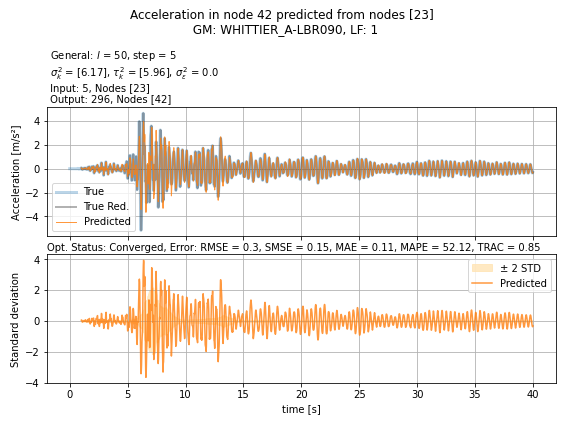 Acceleration in node 42 predicted from nodes [23]
GM: WHITTIER_A-LBR090, LF: 1
General: l = 50, step = 5
σ²ₖ = [6.17], τ²ₖ = [5.96], σ²ε = 0.0
Input: 5, Nodes [23]
Output: 296, Nodes [42]
Acceleration [m/s²]
4
2
0
−2
−4
True
True Red.
Predicted
Opt. Status: Converged, Error: RMSE = 0.3, SMSE = 0.15, MAE = 0.11, MAPE = 52.12, TRAC = 0.85
Standard deviation
4
2
0
−2
−4
± 2 STD
Predicted
0 5 10 15 20 25 30 35 40
time [s]